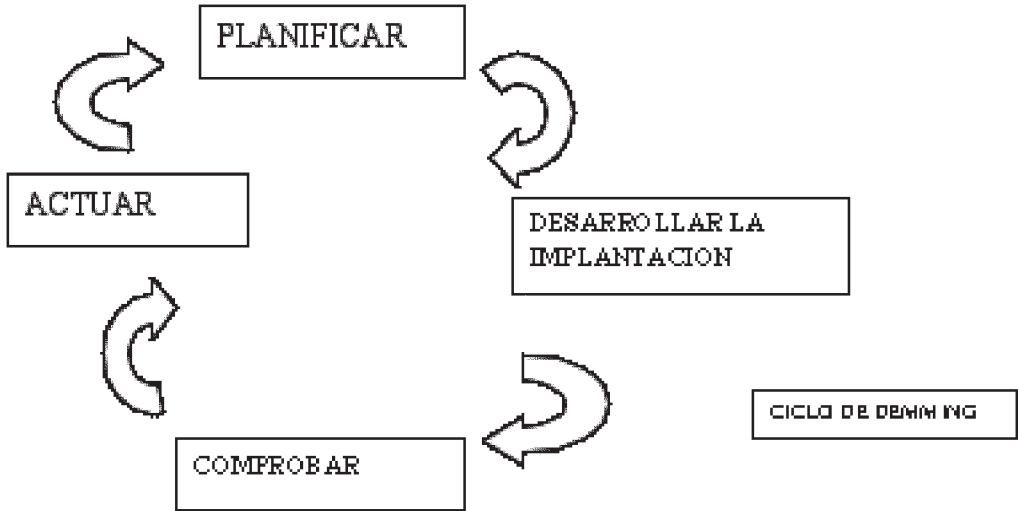 PLANIFICAR
ACTUAR
DESARROLLAR LA
IMPLANTACION
COMPROBAR
CICLO DE DEMMING